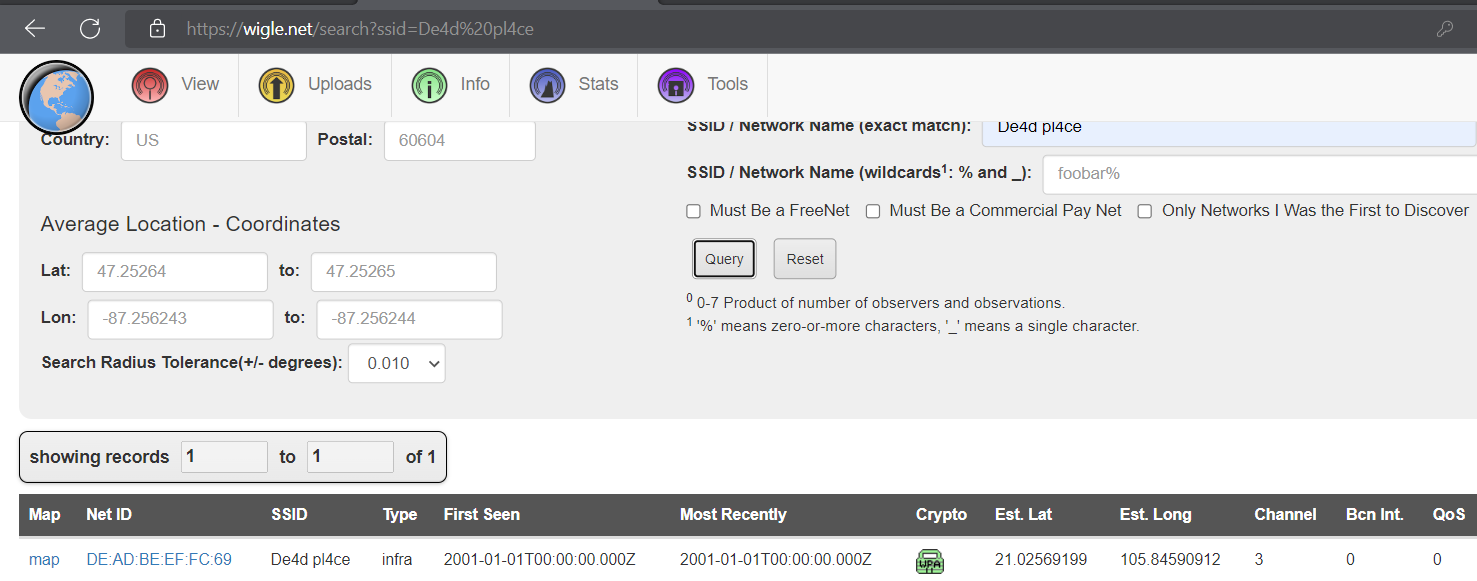 https://wigle.net/search?ssid=De4d%20pl4ce
View Uploads Info Stats Tools
Country: US Postal: 60604 SSID / Network Name (exact match): De4d pl4ce
SSID / Network Name (wildcards¹: % and _): foobar%
Must Be a FreeNet Must Be a Commercial Pay Net Only Networks I Was the First to Discover
Average Location - Coordinates
Lat: 47.25264 to: 47.25265
Query Reset
Lon: -87.256243 to: -87.256244
⁰ 0-7 Product of number of observers and observations.
¹ '%' means zero-or-more characters, '_' means a single character.
Search Radius Tolerance(+/- degrees): 0.010
showing records 1 to 1 of 1
Map Net ID SSID Type First Seen Most Recently Crypto Est. Lat Est. Long Channel Bcn Int. QoS
map DE:AD:BE:EF:FC:69 De4d pl4ce infra 2001-01-01T00:00:00.000Z 2001-01-01T00:00:00.000Z WPA 21.02569199 105.84590912 3 0 0